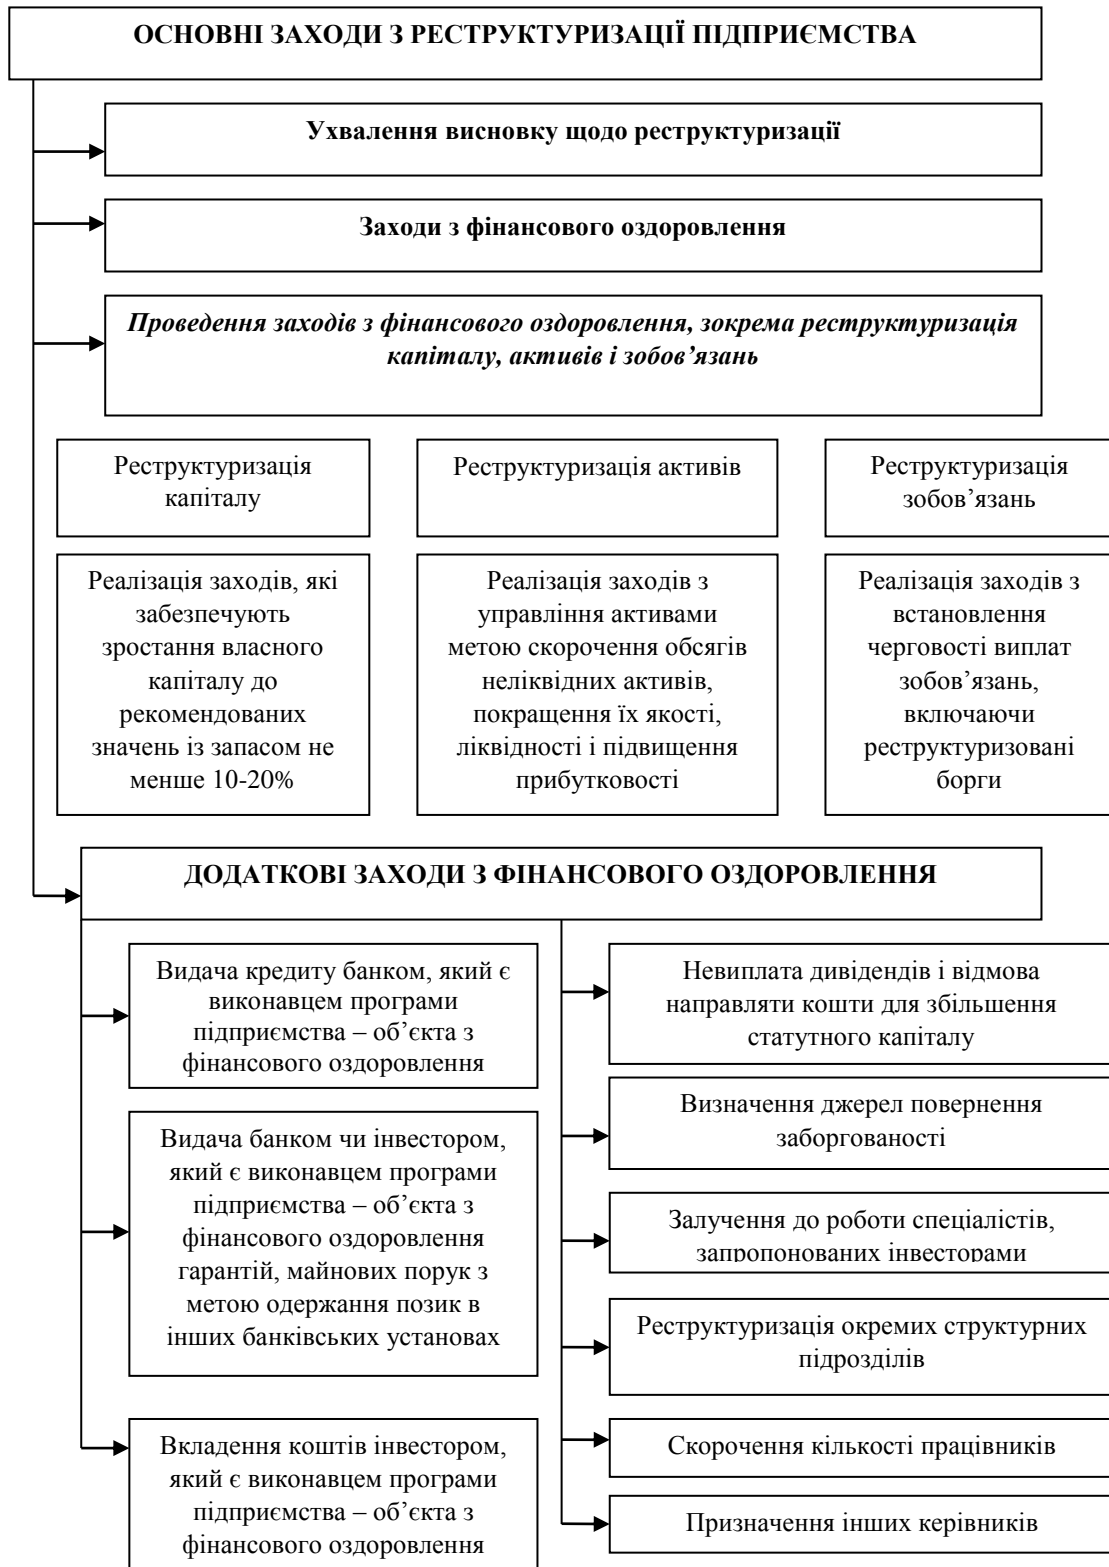 ОСНОВНІ ЗАХОДИ З РЕСТРУКТУРИЗАЦІЇ ПІДПРИЄМСТВА
Ухвалення висновку щодо реструктуризації
Заходи з фінансового оздоровлення
Проведення заходів з фінансового оздоровлення, зокрема реструктуризація
капіталу, активів і зобов’язань
Реструктуризація
капіталу
Реструктуризація активів
Реструктуризація
зобов’язань
Реалізація заходів, які
забезпечують
зростання власного
капіталу до
рекомендованих
значень із запасом не
менше 10-20%
Реалізація заходів з
управління активами
метою скорочення обсягів
неліквідних активів,
покращення їх якості,
ліквідності і підвищення
прибутковості
Реалізація заходів з
встановлення
черговості виплат
зобов’язань,
включаючи
реструктуризовані
борги
ДОДАТКОВІ ЗАХОДИ З ФІНАНСОВОГО ОЗДОРОВЛЕННЯ
Видача кредиту банком, який є
виконавцем програми
підприємства – об’єкта з
фінансового оздоровлення
Видача банком чи інвестором,
який є виконавцем програми
підприємства – об’єкта з
фінансового оздоровлення
гарантій, майнових порук з
метою одержання позик в
інших банківських установах
Вкладення коштів інвестором,
який є виконавцем програми
підприємства – об’єкта з
фінансового оздоровлення
Невиплата дивідендів і відмова
направляти кошти для збільшення
статутного капіталу
Визначення джерел повернення
заборгованості
Залучення до роботи спеціалістів,
запропонованих інвесторами
Реструктуризація окремих структурних
підрозділів
Скорочення кількості працівників
Призначення інших керівників